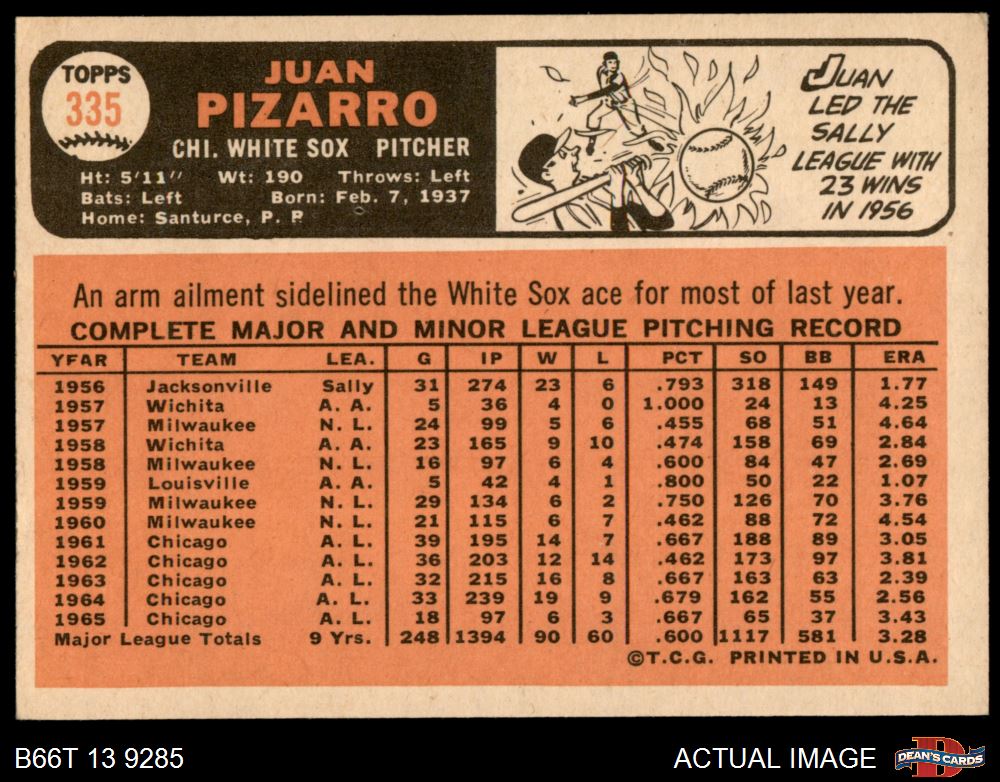 TOPPS
335
JUAN
PIZARRO
CHI. WHITE SOX PITCHER
Ht: 5'11" Wt: 190 Throws: Left
Bats: Left Born: Feb. 7, 1937
Home: Santurce, P. R
JUAN
LED THE
SALLY
LEAGUE WITH
23 WINS
IN 1956
An arm ailment sidelined the White Sox ace for most of last year.
COMPLETE MAJOR AND MINOR LEAGUE PITCHING RECORD
YEAR TEAM LEA. G IP W L PCT SO BB ERA
1956 Jacksonville Sally 31 274 23 6 .793 318 149 1.77
1957 Wichita A. A. 5 36 4 0 1.000 24 13 4.25
1957 Milwaukee N. L. 24 99 5 6 .455 68 51 4.64
1958 Wichita A. A. 23 165 9 10 .474 158 69 2.84
1958 Milwaukee N. L. 16 97 6 4 .600 84 47 2.69
1959 Louisville A. A. 5 42 4 1 .800 50 22 1.07
1959 Milwaukee N. L. 29 134 6 2 .750 126 70 3.76
1960 Milwaukee N. L. 21 115 6 7 .462 88 72 4.54
1961 Chicago A. L. 39 195 14 7 .667 188 89 3.05
1962 Chicago A. L. 36 203 12 14 .462 173 97 3.81
1963 Chicago A. L. 32 215 16 8 .667 163 63 2.39
1964 Chicago A. L. 33 239 19 9 .679 162 55 2.56
1965 Chicago A. L. 18 97 6 3 .667 65 37 3.43
Major League Totals 9 Yrs. 248 1394 90 60 .600 1117 581 3.28
©T.C.G. PRINTED IN U.S.A.
B66T 13 9285
ACTUAL IMAGE
D
DEAN'S CARDS